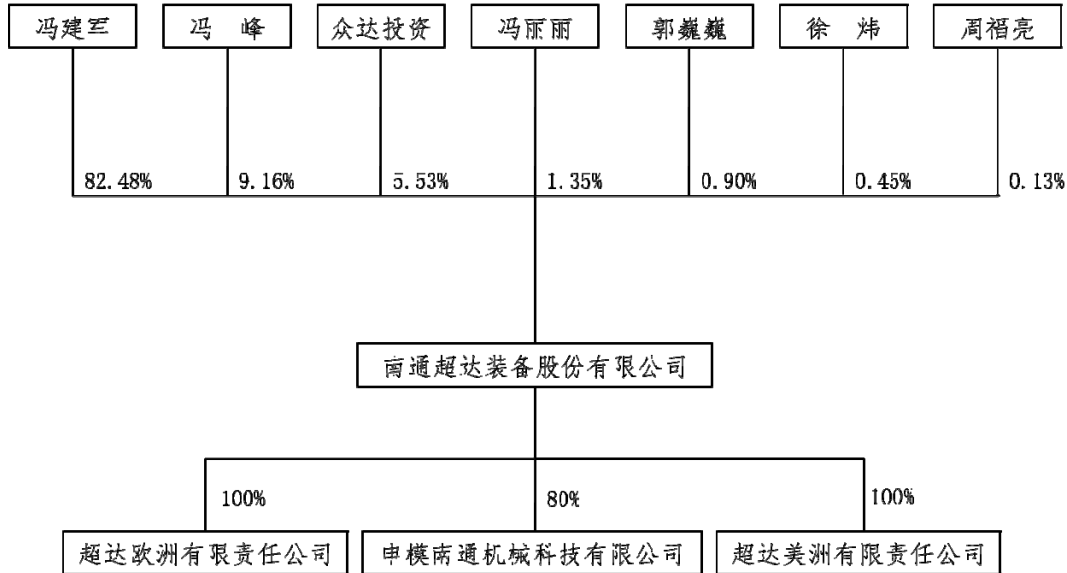 冯建军 冯 峰 众达投资 冯丽丽 郭巍巍 徐 炜 周福亮
82.48% 9.16% 5.53% 1.35% 0.90% 0.45% 0.13%
南通超达装备股份有限公司
100% 80% 100%
超达欧洲有限责任公司 申模南通机械科技有限公司 超达美洲有限责任公司